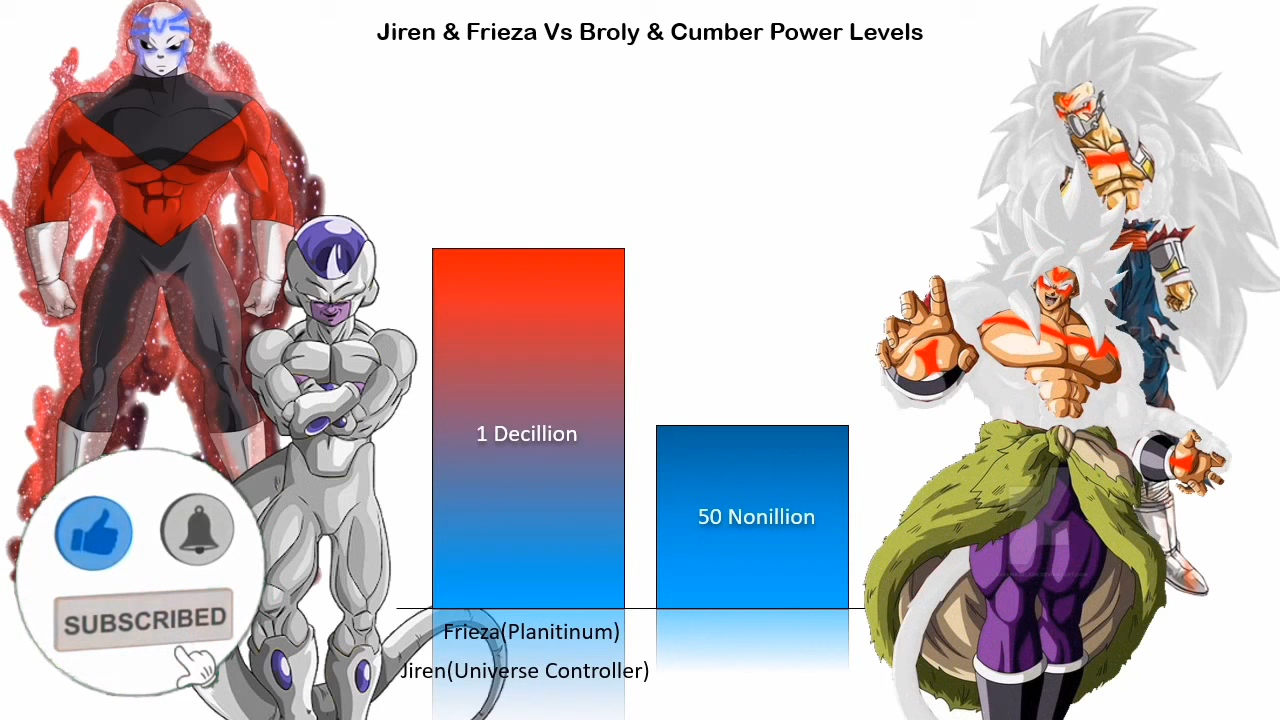 Jiren & Frieza Vs Broly & Cumber Power Levels
1 Decillion
50 Nonillion
SUBSCRIBED
Frieza(Planitinum)
Jiren(Universe Controller)